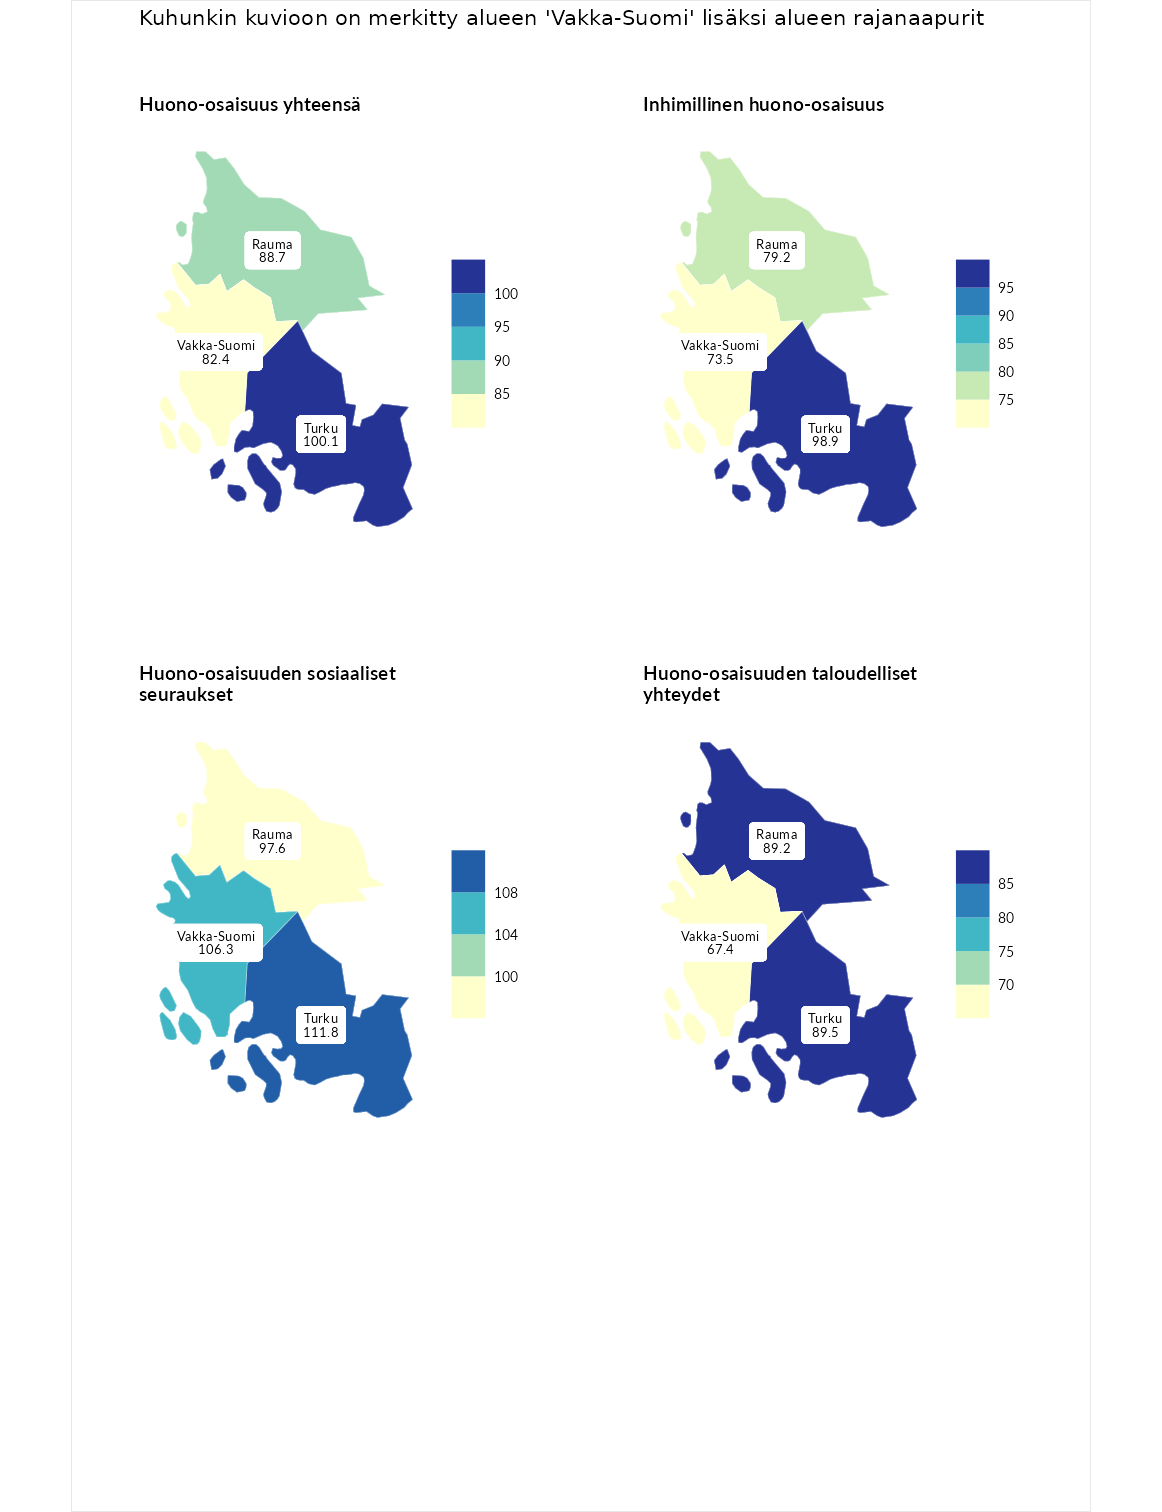 Kuhunkin kuvioon on merkitty alueen 'Vakka-Suomi' lisäksi alueen rajanaapurit
Huono-osaisuus yhteensä
Rauma
88.7
Vakka-Suomi
82.4
Turku
100.1
100
95
90
85
Inhimillinen huono-osaisuus
Rauma
79.2
Vakka-Suomi
73.5
Turku
98.9
95
90
85
80
75
Huono-osaisuuden sosiaaliset
seuraukset
Rauma
97.6
Vakka-Suomi
106.3
Turku
111.8
108
104
100
Huono-osaisuuden taloudelliset
yhteydet
Rauma
89.2
Vakka-Suomi
67.4
Turku
89.5
85
80
75
70